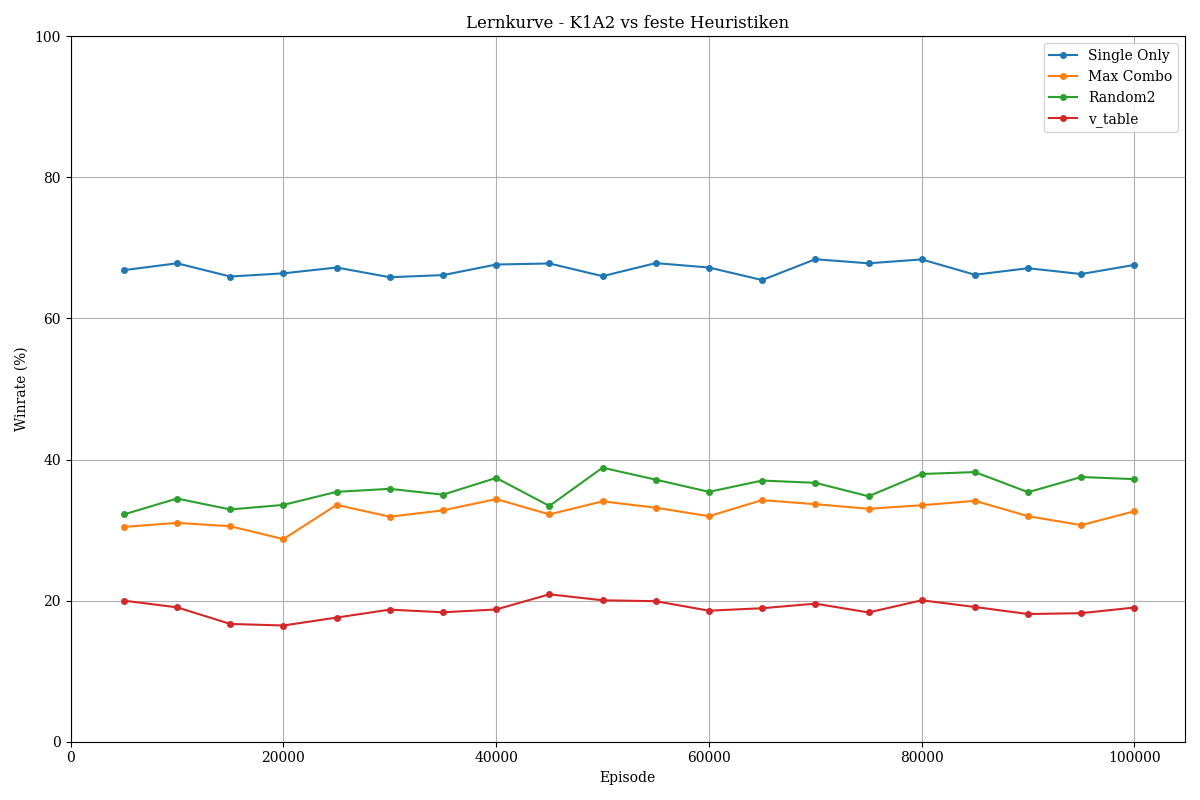 Lernkurve - K1A2 vs feste Heuristiken
100
80
60
40
20
0
Winrate (%)
Single Only
Max Combo
Random2
v_table
0 20000 40000 60000 80000 100000
Episode